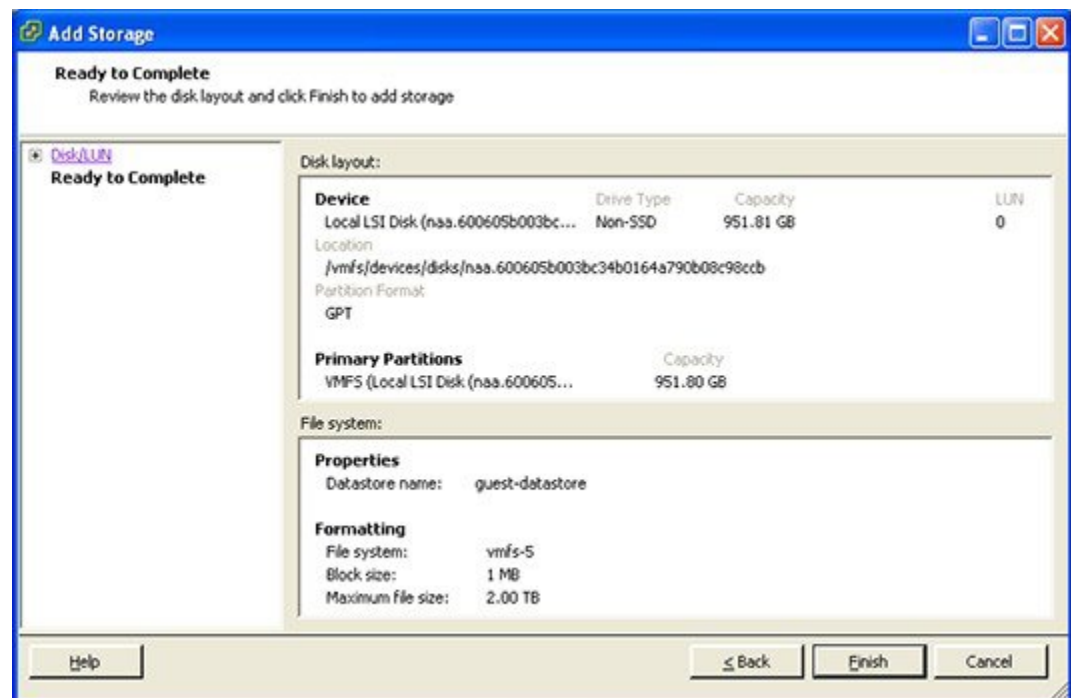 Add Storage
Ready to Complete
Review the disk layout and click Finish to add storage
Disk/LUN
Ready to Complete
Disk layout:
Device Drive Type Capacity LUN
Local LSI Disk (naa.600605b003bc... Non-SSD 951.81 GB 0
Location
/vmfs/devices/disks/naa.600605b003bc34b0164a790b08c98ccb
Partition Format
GPT
Primary Partitions Capacity
VMFS (Local LSI Disk (naa.600605... 951.80 GB
File system:
Properties
Datastore name: guest-datastore
Formatting
File system: vmfs-5
Block size: 1 MB
Maximum file size: 2.00 TB
Help ≤ Back Finish Cancel